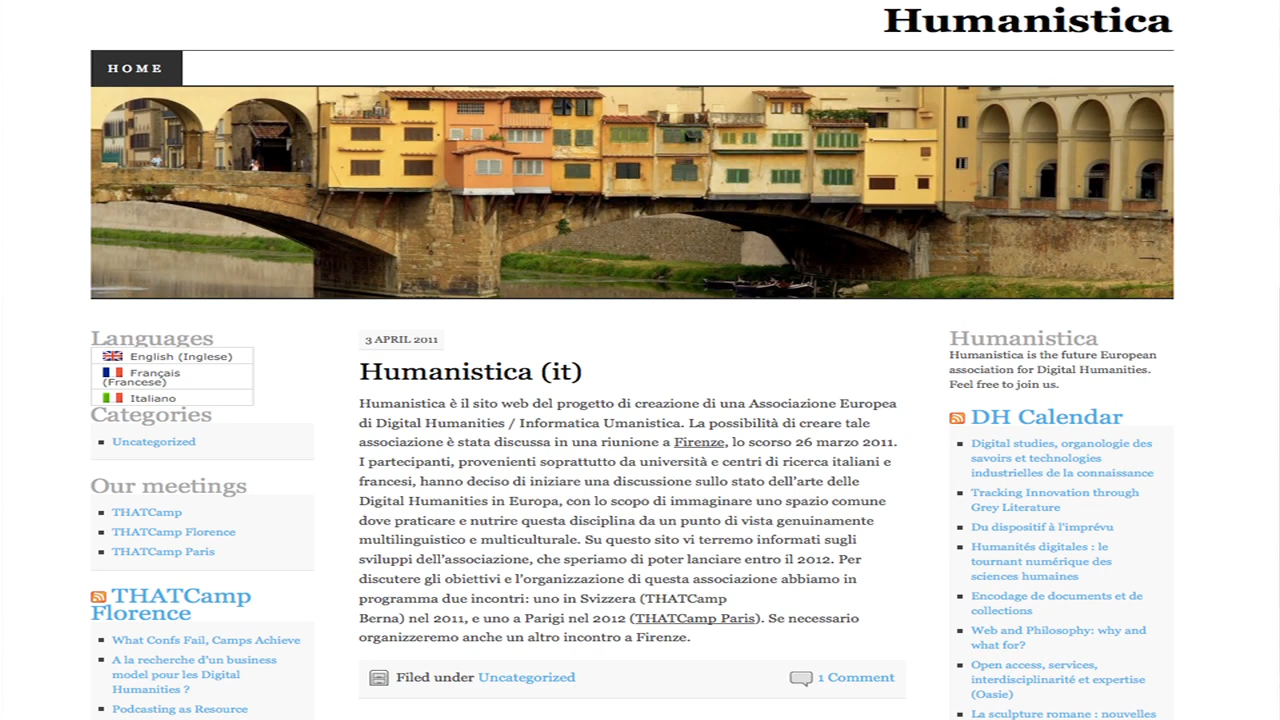 Humanistica
HOME
Languages
English (Inglese)
Français
(Francese)
Italiano
Categories
Uncategorized
Our meetings
THATCamp
THATCamp Florence
THATCamp Paris
THATCamp
Florence
What Confs Fail, Camps Achieve
A la recherche d'un business
model pour les Digital
Humanities ?
Podcasting as Resource
3 APRIL 2011
Humanistica (it)
Humanistica è il sito web del progetto di creazione di una Associazione Europea
di Digital Humanities / Informatica Umanistica. La possibilità di creare tale
associazione è stata discussa in una riunione a Firenze, lo scorso 26 marzo 2011.
I partecipanti, provenienti soprattutto da università e centri di ricerca italiani e
francesi, hanno deciso di iniziare una discussione sullo stato dell'arte delle
Digital Humanities in Europa, con lo scopo di immaginare uno spazio comune
dove praticare e nutrire questa disciplina da un punto di vista genuinamente
multilinguistico e multiculturale. Su questo sito vi terremo informati sugli
sviluppi dell'associazione, che speriamo di poter lanciare entro il 2012. Per
discutere gli obiettivi e l'organizzazione di questa associazione abbiamo in
programma due incontri: uno in Svizzera (THATCamp
Berna) nel 2011, e uno a Parigi nel 2012 (THATCamp Paris). Se necessario
organizzeremo anche un altro incontro a Firenze.
Filed under Uncategorized
1 Comment
Humanistica
Humanistica is the future European
association for Digital Humanities.
Feel free to join us.
DH Calendar
Digital studies, organologie des
savoirs et technologies
industrielles de la connaissance
Tracking Innovation through
Grey Literature
Du dispositif à l'imprévu
Humanités digitales : le
tournant numérique des
sciences humaines
Encodage de documents et de
collections
Web and Philosophy: why and
what for?
Open access, services,
interdisciplinarité et expertise
(Oasie)
La sculpture romane : nouvelles